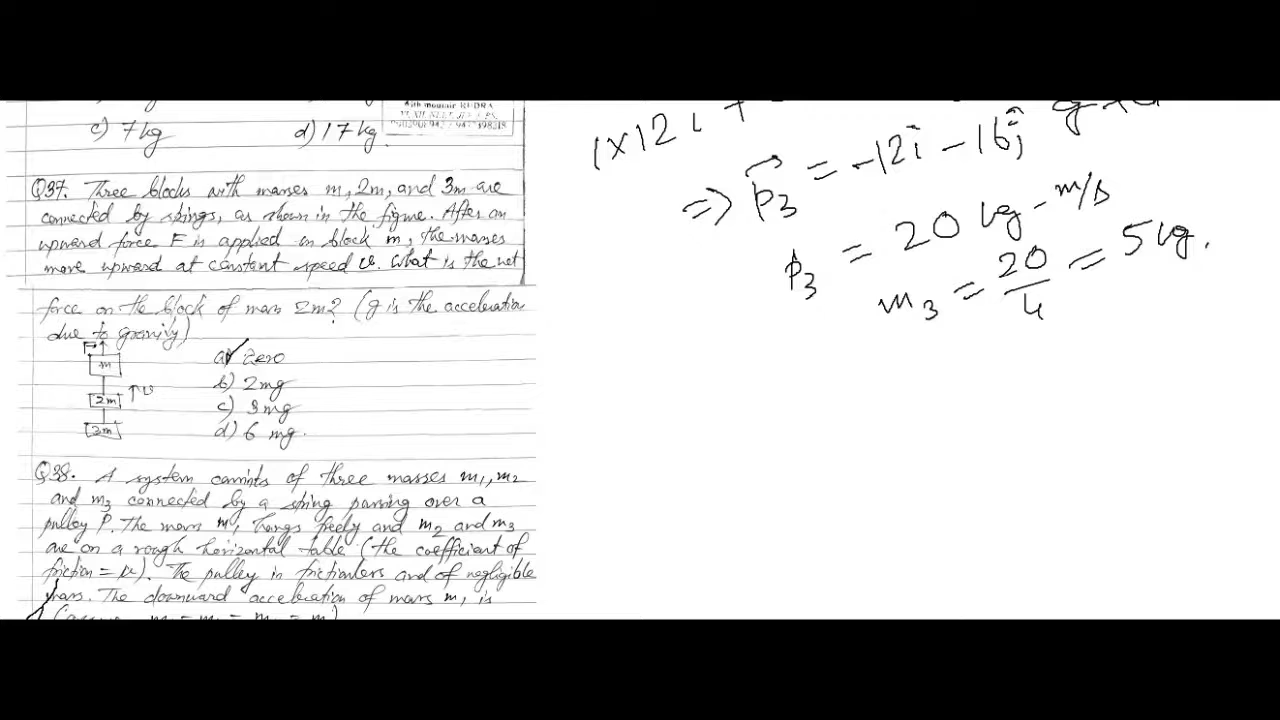 c) 7 kg d) 17 kg
Q37. Three blocks with masses m, 2m, and 3m are
connected by strings, as shown in the figure. After an
upward force F is applied on block m, the masses
move upward at constant speed v. What is the net
force on the block of mass 2m? (g is the acceleration
due to gravity)
F
m
2m
3m
↑v
a) Zero
b) 2mg
c) 3mg
d) 6 mg.
Q38. A system consists of three masses m1, m2
and m3 connected by a string passing over a
pulley P. The mass m1 hangs freely and m2 and m3
are on a rough horizontal table (the coefficient of
friction = μ). The pulley is frictionless and of negligible
mass. The downward acceleration of mass m1 is
1×12 i +
⇒ p⃗3 = -12î - 16ĵ
p3 = 20 kg-m/s
m3 = 20/4 = 5 kg.